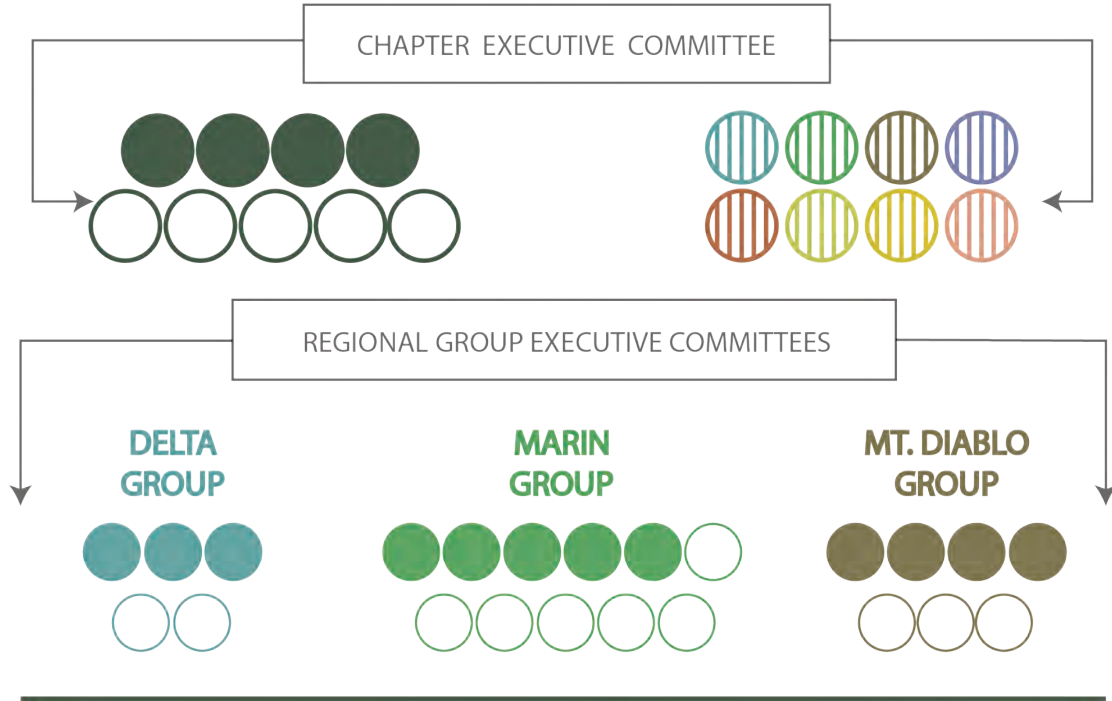 CHAPTER EXECUTIVE COMMITTEE
REGIONAL GROUP EXECUTIVE COMMITTEES
DELTA
GROUP
MARIN
GROUP
MT. DIABLO
GROUP